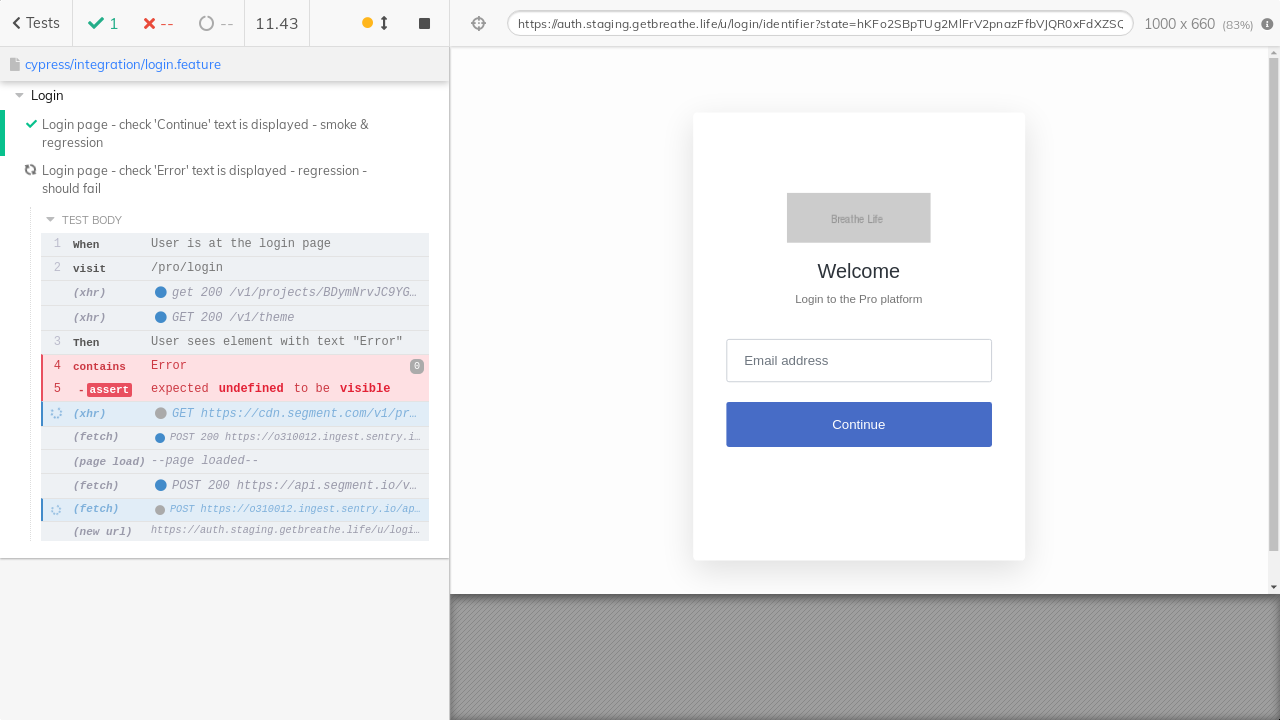 Tests
1
--
--
11.43
https://auth.staging.getbreathe.life/u/login/identifier?state=hKFo2SBpTUg2MlFrV2pnazFfbVJQR0xFdXZSC
1000 x 660 (83%)
cypress/integration/login.feature
Login
Login page - check 'Continue' text is displayed - smoke &
regression
Login page - check 'Error' text is displayed - regression -
should fail
TEST BODY
1 When User is at the login page
2 visit /pro/login
(xhr) get 200 /v1/projects/BDymNrvJC9YG…
(xhr) GET 200 /v1/theme
3 Then User sees element with text "Error"
4 contains Error 0
5 -assert expected undefined to be visible
(xhr) GET https://cdn.segment.com/v1/pr…
(fetch) POST 200 https://o310012.ingest.sentry.i…
(page load) --page loaded--
(fetch) POST 200 https://api.segment.io/v…
(fetch) POST https://o310012.ingest.sentry.io/ap…
(new url) https://auth.staging.getbreathe.life/u/logi…
Breathe Life
Welcome
Login to the Pro platform
Email address
Continue